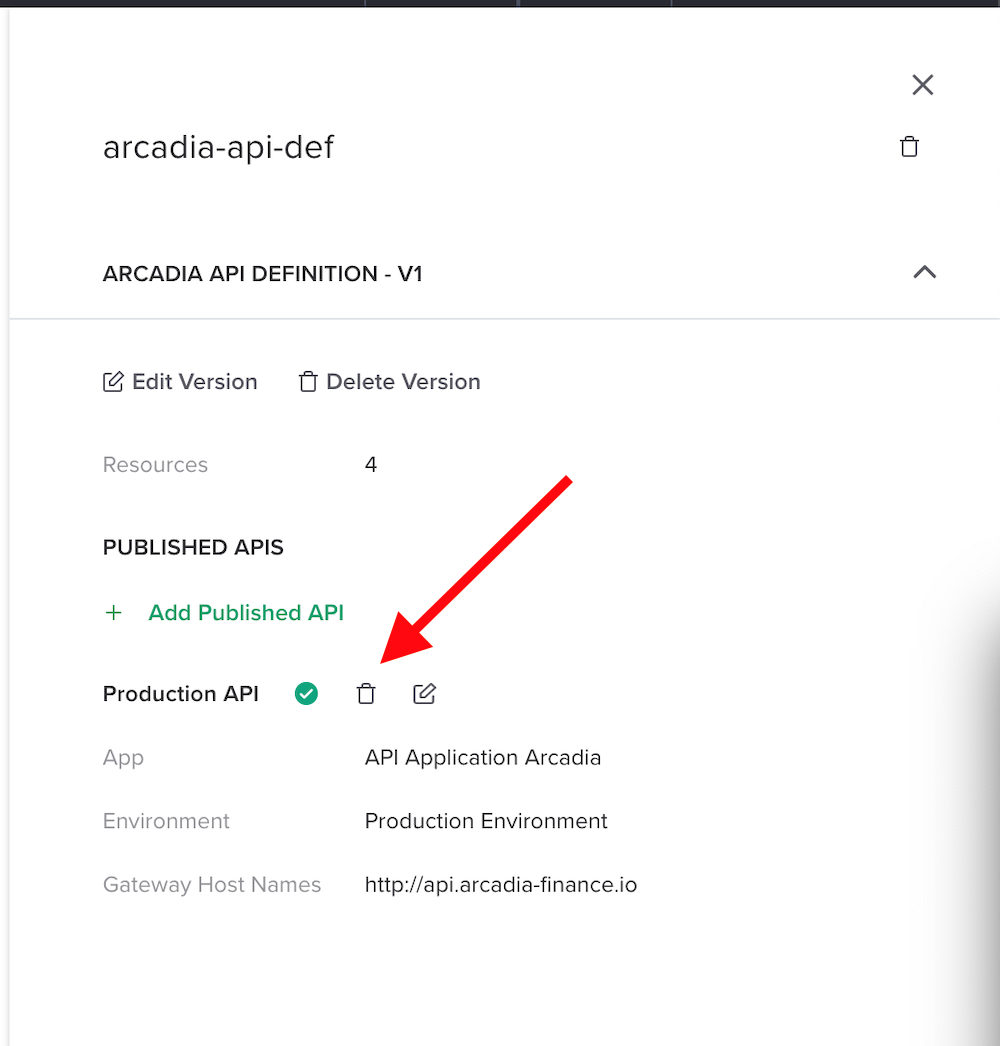 arcadia-api-def
ARCADIA API DEFINITION - V1
Edit Version Delete Version
Resources 4
PUBLISHED APIS
+ Add Published API
Production API
App API Application Arcadia
Environment Production Environment
Gateway Host Names http://api.arcadia-finance.io